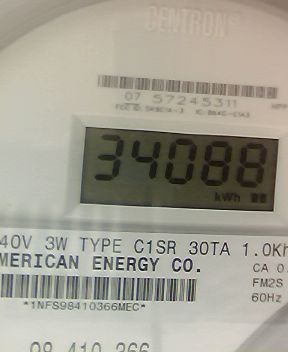 CENTRON®
07 57245311
34088
kWh
40V 3W TYPE C1SR 30TA 1.0Kh
MERICAN ENERGY CO.
CA 0.
FM2S
60Hz
*1NFS98410366MEC*
98 410 366